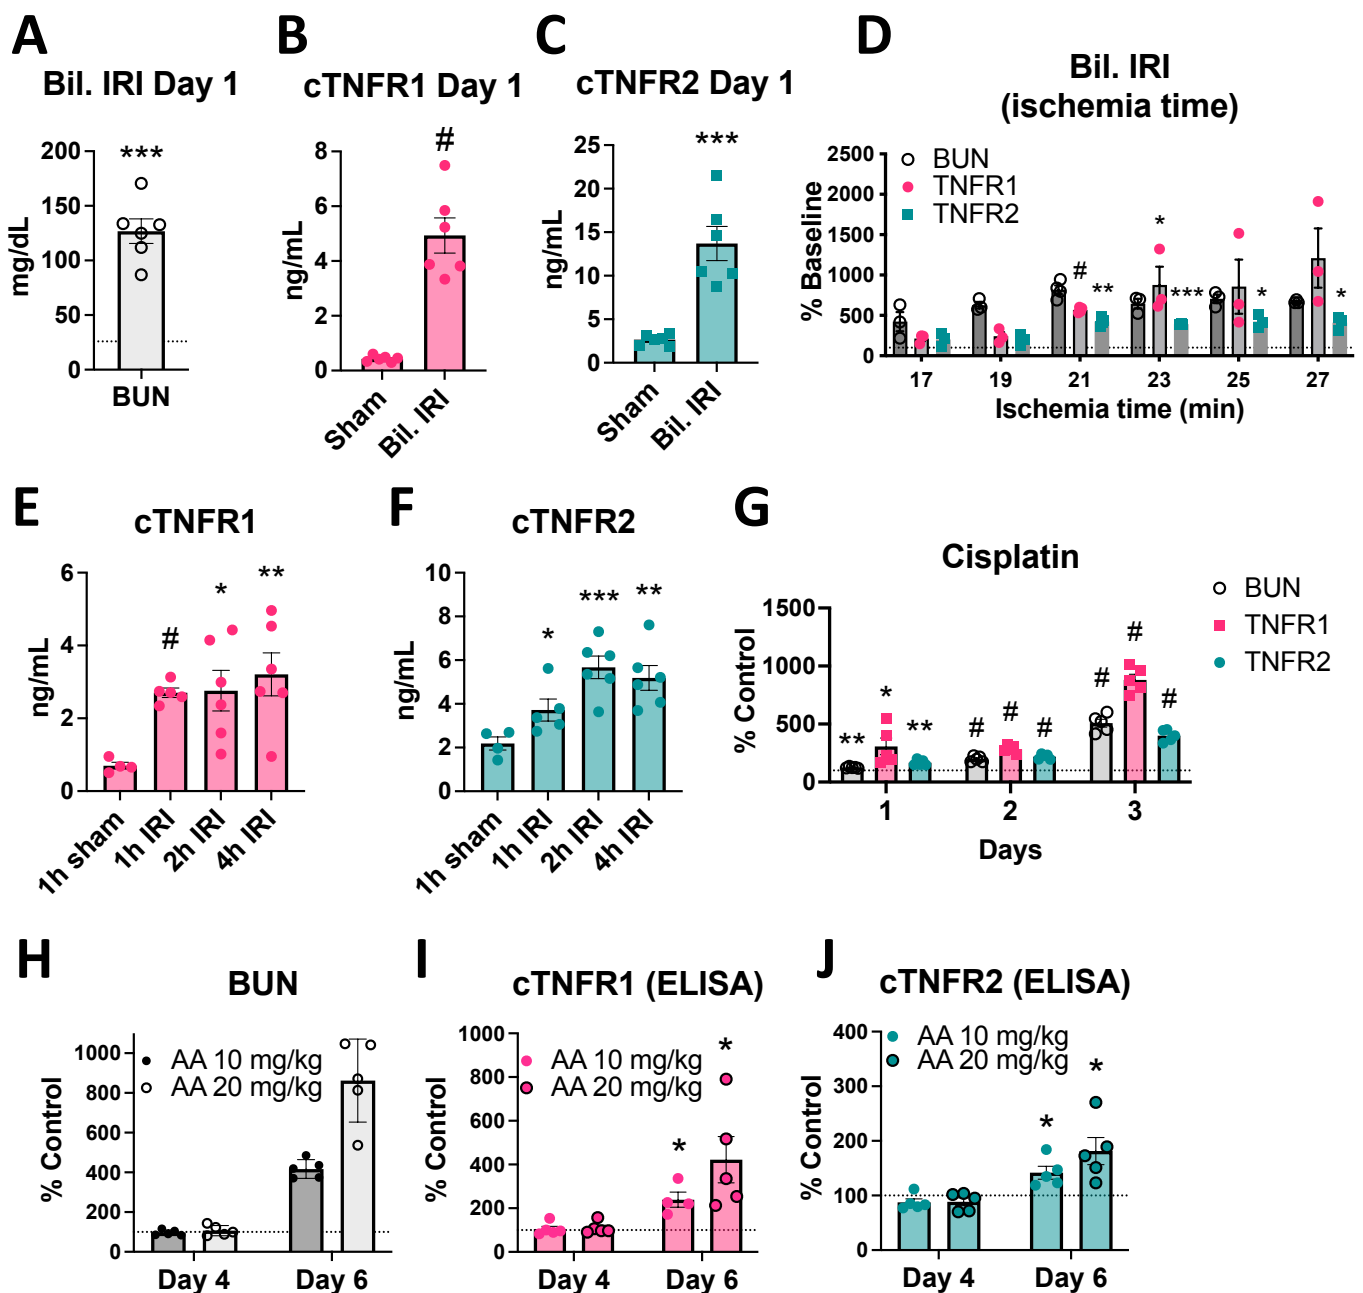 A
Bil. IRI Day 1
mg/dL
200
150
100
50
0
***
BUN
B
cTNFR1 Day 1
ng/mL
8
6
4
2
0
#
Sham
Bil. IRI
C
cTNFR2 Day 1
ng/mL
25
20
15
10
5
0
***
Sham
Bil. IRI
D
Bil. IRI
(ischemia time)
% Baseline
2500
2000
1500
1000
500
0
BUN
TNFR1
TNFR2
# ** * *** * *
17 19 21 23 25 27
Ischemia time (min)
E
cTNFR1
ng/mL
6
4
2
0
# * **
1h sham
1h IRI
2h IRI
4h IRI
F
cTNFR2
ng/mL
10
8
6
4
2
0
* *** **
1h sham
1h IRI
2h IRI
4h IRI
G
Cisplatin
% Control
1500
1000
500
0
BUN
TNFR1
TNFR2
** * ** # # # # # #
1 2 3
Days
H
BUN
% Control
1000
800
600
400
200
0
AA 10 mg/kg
AA 20 mg/kg
Day 4 Day 6
I
cTNFR1 (ELISA)
% Control
1000
800
600
400
200
0
AA 10 mg/kg
AA 20 mg/kg
* *
Day 4 Day 6
J
cTNFR2 (ELISA)
% Control
400
300
200
100
0
AA 10 mg/kg
AA 20 mg/kg
* *
Day 4 Day 6